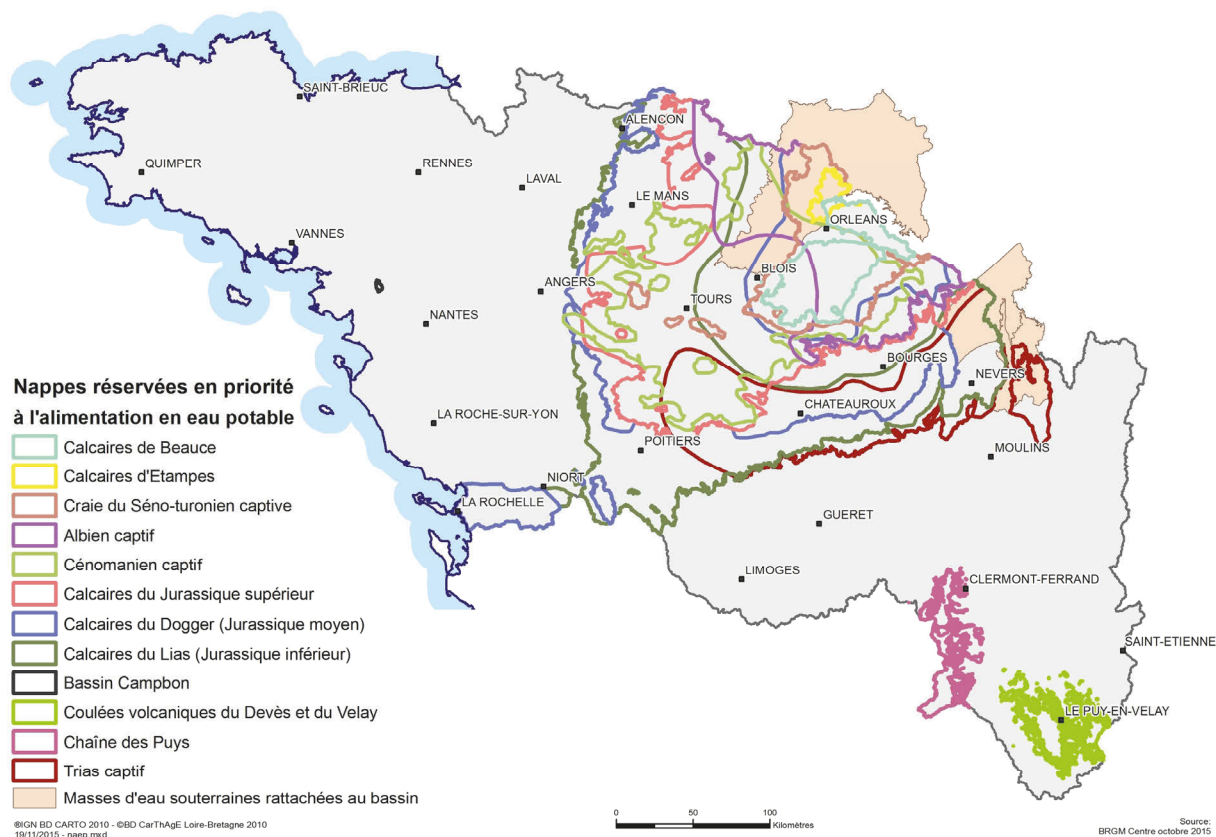 SAINT-BRIEUC
ALENCON
QUIMPER
RENNES
LAVAL
LE MANS
ORLEANS
VANNES
BLOIS
ANGERS
TOURS
NANTES
BOURGES
NEVERS
CHATEAUROUX
LA ROCHE-SUR-YON
POITIERS
MOULINS
NIORT
LA ROCHELLE
GUERET
LIMOGES
CLERMONT-FERRAND
SAINT-ETIENNE
LE PUY-EN-VELAY
Nappes réservées en priorité
à l'alimentation en eau potable
Calcaires de Beauce
Calcaires d'Etampes
Craie du Séno-turonien captive
Albien captif
Cénomanien captif
Calcaires du Jurassique supérieur
Calcaires du Dogger (Jurassique moyen)
Calcaires du Lias (Jurassique inférieur)
Bassin Campbon
Coulées volcaniques du Devès et du Velay
Chaîne des Puys
Trias captif
Masses d'eau souterraines rattachées au bassin
©IGN BD CARTO 2010 - ©BD CarThAgE Loire-Bretagne 2010
19/11/2015 - naep.mxd
0 50 100
Kilomètres
Source:
BRGM Centre octobre 2015